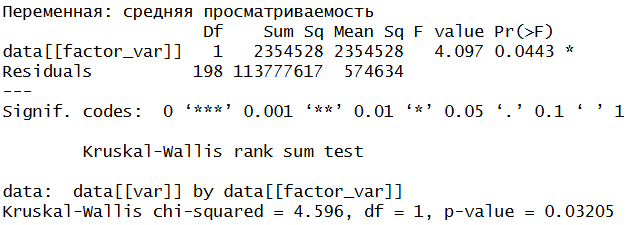 Переменная: средняя просматриваемость
Df Sum Sq Mean Sq F value Pr(>F)
data[[factor_var]] 1 2354528 2354528 4.097 0.0443 *
Residuals 198 113777617 574634
---
Signif. codes: 0 ‘***’ 0.001 ‘**’ 0.01 ‘*’ 0.05 ‘.’ 0.1 ‘ ’ 1
Kruskal-Wallis rank sum test
data: data[[var]] by data[[factor_var]]
Kruskal-Wallis chi-squared = 4.596, df = 1, p-value = 0.03205